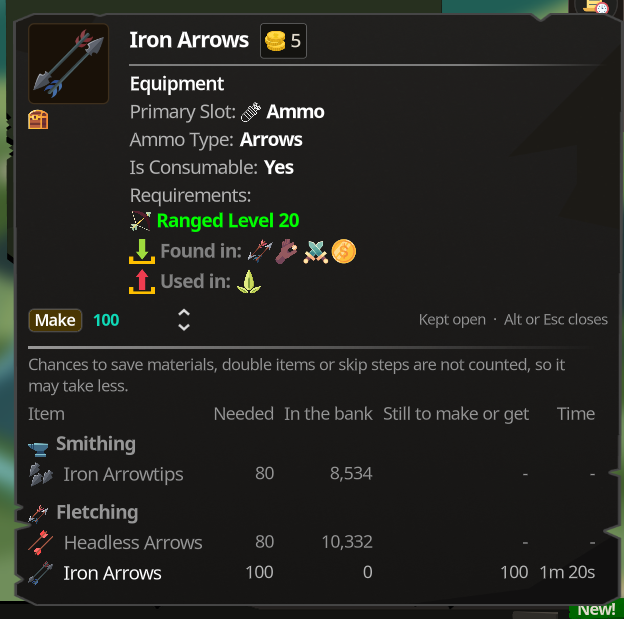 Iron Arrows 5
Equipment
Primary Slot: Ammo
Ammo Type: Arrows
Is Consumable: Yes
Requirements:
Ranged Level 20
Found in:
Used in:
Make 100 Kept open · Alt or Esc closes
Chances to save materials, double items or skip steps are not counted, so it
may take less.
Item Needed In the bank Still to make or get Time
Smithing
Iron Arrowtips 80 8,534 - -
Fletching
Headless Arrows 80 10,332 - -
Iron Arrows 100 0 100 1m 20s
New!